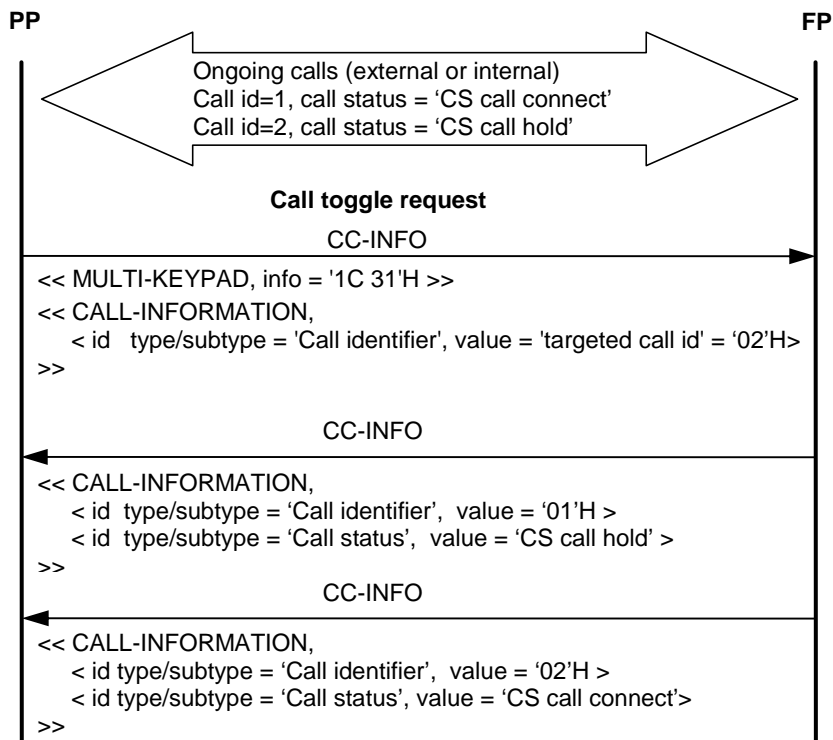 PP
FP
Ongoing calls (external or internal)
Call id=1, call status = ‘CS call connect’
Call id=2, call status = ‘CS call hold’
Call toggle request
CC-INFO
<< MULTI-KEYPAD, info = '1C 31'H >>
<< CALL-INFORMATION,
< id type/subtype = 'Call identifier', value = 'targeted call id' = ‘02’H>
>>
CC-INFO
<< CALL-INFORMATION,
< id type/subtype = ‘Call identifier’, value = ‘01’H >
< id type/subtype = ‘Call status’, value = ‘CS call hold’ >
>>
CC-INFO
<< CALL-INFORMATION,
< id type/subtype = ‘Call identifier’, value = ‘02’H >
< id type/subtype = ‘Call status’, value = ‘CS call connect’>
>>